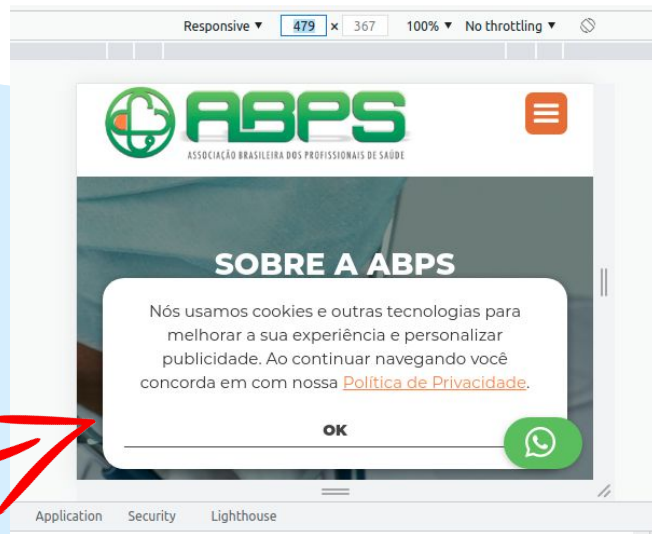 Responsive ▼ 479 × 367 100% ▼ No throttling ▼
ABPS
ASSOCIAÇÃO BRASILEIRA DOS PROFISSIONAIS DE SAÚDE
SOBRE A ABPS
Nós usamos cookies e outras tecnologias para
melhorar a sua experiência e personalizar
publicidade. Ao continuar navegando você
concorda em com nossa Política de Privacidade.
OK
Application Security Lighthouse